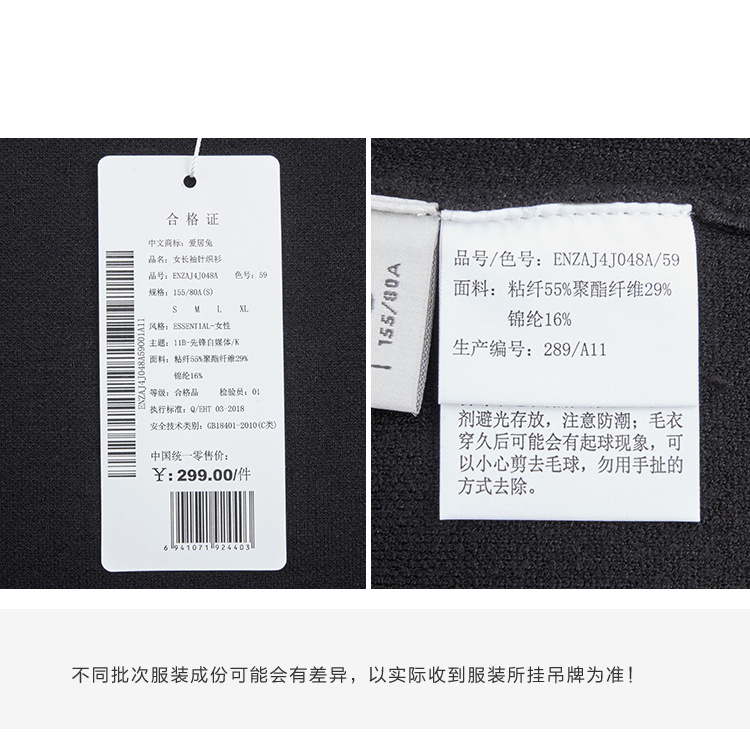 合格证
中文商标: 爱居兔
品名: 女长袖针织衫
品号: ENZAJ4J048A 色号: 59
规格: 155/80A(S)
S M L XL
风格: ESSENTIAL-女性
主题: 11B-先锋自媒体/K
面料: 粘纤55%聚酯纤维29%
锦纶16%
等级: 合格品 检验员: 01
执行标准: Q/EHT 03-2018
安全技术类别: GB18401-2010(C类)
中国统一零售价:
¥: 299.00/件
6 941071 924403
ENZAJ4J048A59001A11
155/80A
品号/色号: ENZAJ4J048A/59
面料: 粘纤55%聚酯纤维29%
锦纶16%
生产编号: 289/A11
剂避光存放，注意防潮；毛衣
穿久后可能会有起球现象，可
以小心剪去毛球，勿用手扯的
方式去除。
不同批次服装成份可能会有差异，以实际收到服装所挂吊牌为准！